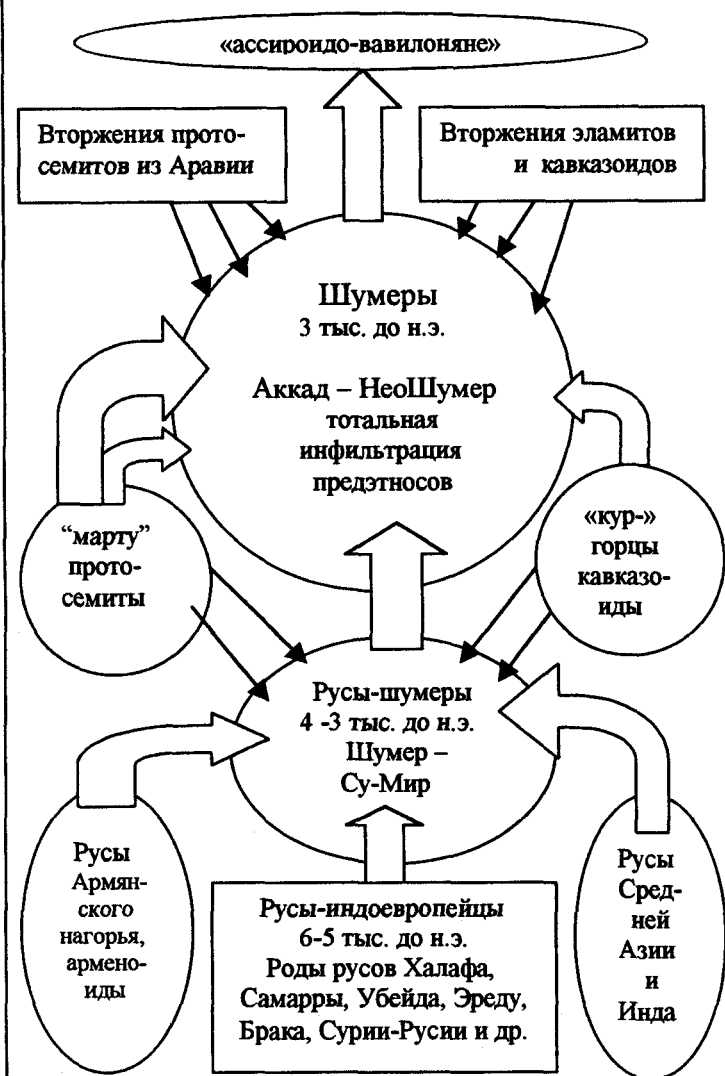 «ассироидо-вавилоняне»
Вторжения прото-
семитов из Аравии
Вторжения эламитов
и кавказоидов
Шумеры
3 тыс. до н.э.
Аккад – НеоШумер
тотальная
инфильтрация
предэтносов
“марту”
прото-
семиты
«кур-»
горцы
кавказо-
иды
Русы-шумеры
4 -3 тыс. до н.э.
Шумер –
Су-Мир
Русы
Армян-
ского
нагорья,
армено-
иды
Русы-индоевропейцы
6-5 тыс. до н.э.
Роды русов Халафа,
Самарры, Убейда, Эреду,
Брака, Сурии-Русии и др.
Русы
Сред-
ней
Азии
и
Инда